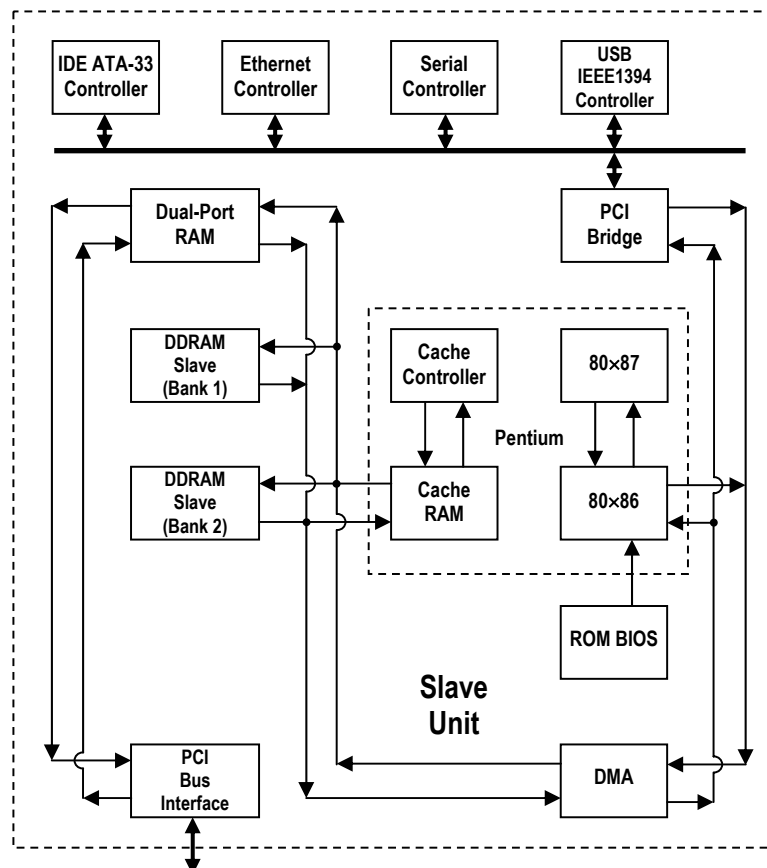 IDE ATA-33
Controller
Ethernet
Controller
Serial
Controller
USB
IEEE1394
Controller
Dual-Port
RAM
PCI
Bridge
DDRAM
Slave
(Bank 1)
Cache
Controller
80×87
Pentium
DDRAM
Slave
(Bank 2)
Cache
RAM
80×86
ROM BIOS
Slave
Unit
PCI
Bus
Interface
DMA